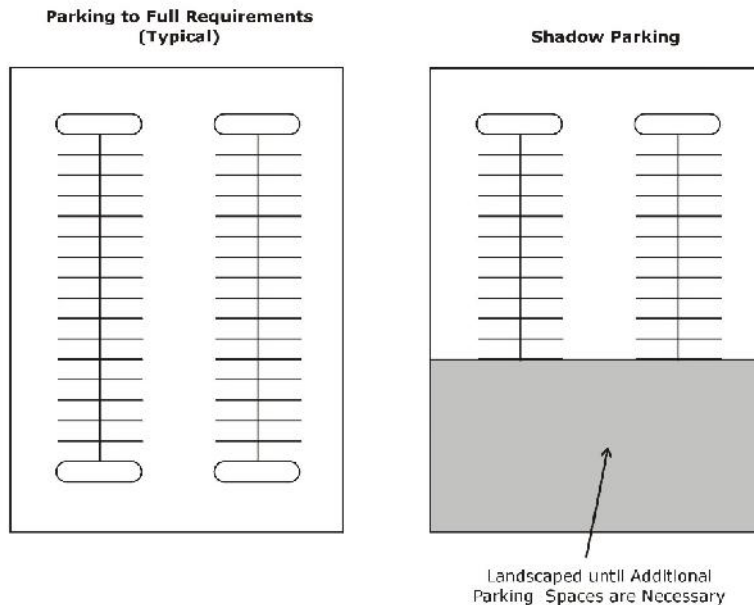 Parking to Full Requirements
(Typical)
Shadow Parking
Landscaped until Additional
Parking Spaces are Necessary